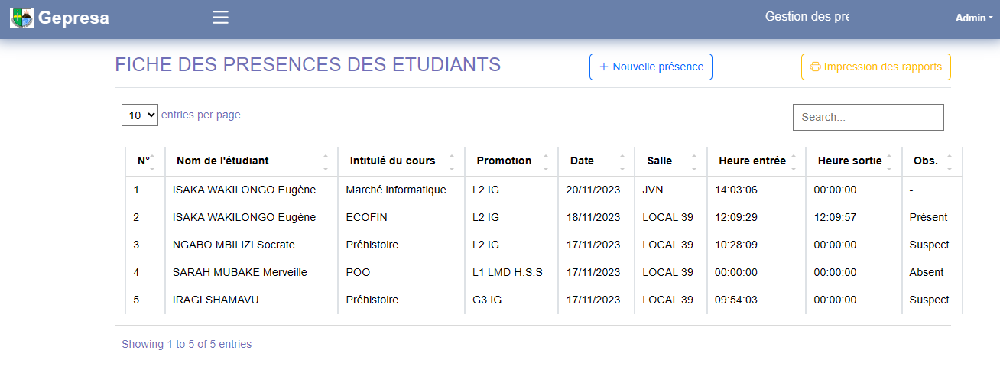 Gepresa Gestion des pré Admin
FICHE DES PRESENCES DES ETUDIANTS + Nouvelle présence Impression des rapports
10 entries per page Search...
N° Nom de l'étudiant Intitulé du cours Promotion Date Salle Heure entrée Heure sortie Obs.
1 ISAKA WAKILONGO Eugène Marché informatique L2 IG 20/11/2023 JVN 14:03:06 00:00:00 -
2 ISAKA WAKILONGO Eugène ECOFIN L2 IG 18/11/2023 LOCAL 39 12:09:29 12:09:57 Présent
3 NGABO MBILIZI Socrate Préhistoire L2 IG 17/11/2023 LOCAL 39 10:28:09 00:00:00 Suspect
4 SARAH MUBAKE Merveille POO L1 LMD H.S.S 17/11/2023 LOCAL 39 00:00:00 00:00:00 Absent
5 IRAGI SHAMAVU Préhistoire G3 IG 17/11/2023 LOCAL 39 09:54:03 00:00:00 Suspect
Showing 1 to 5 of 5 entries